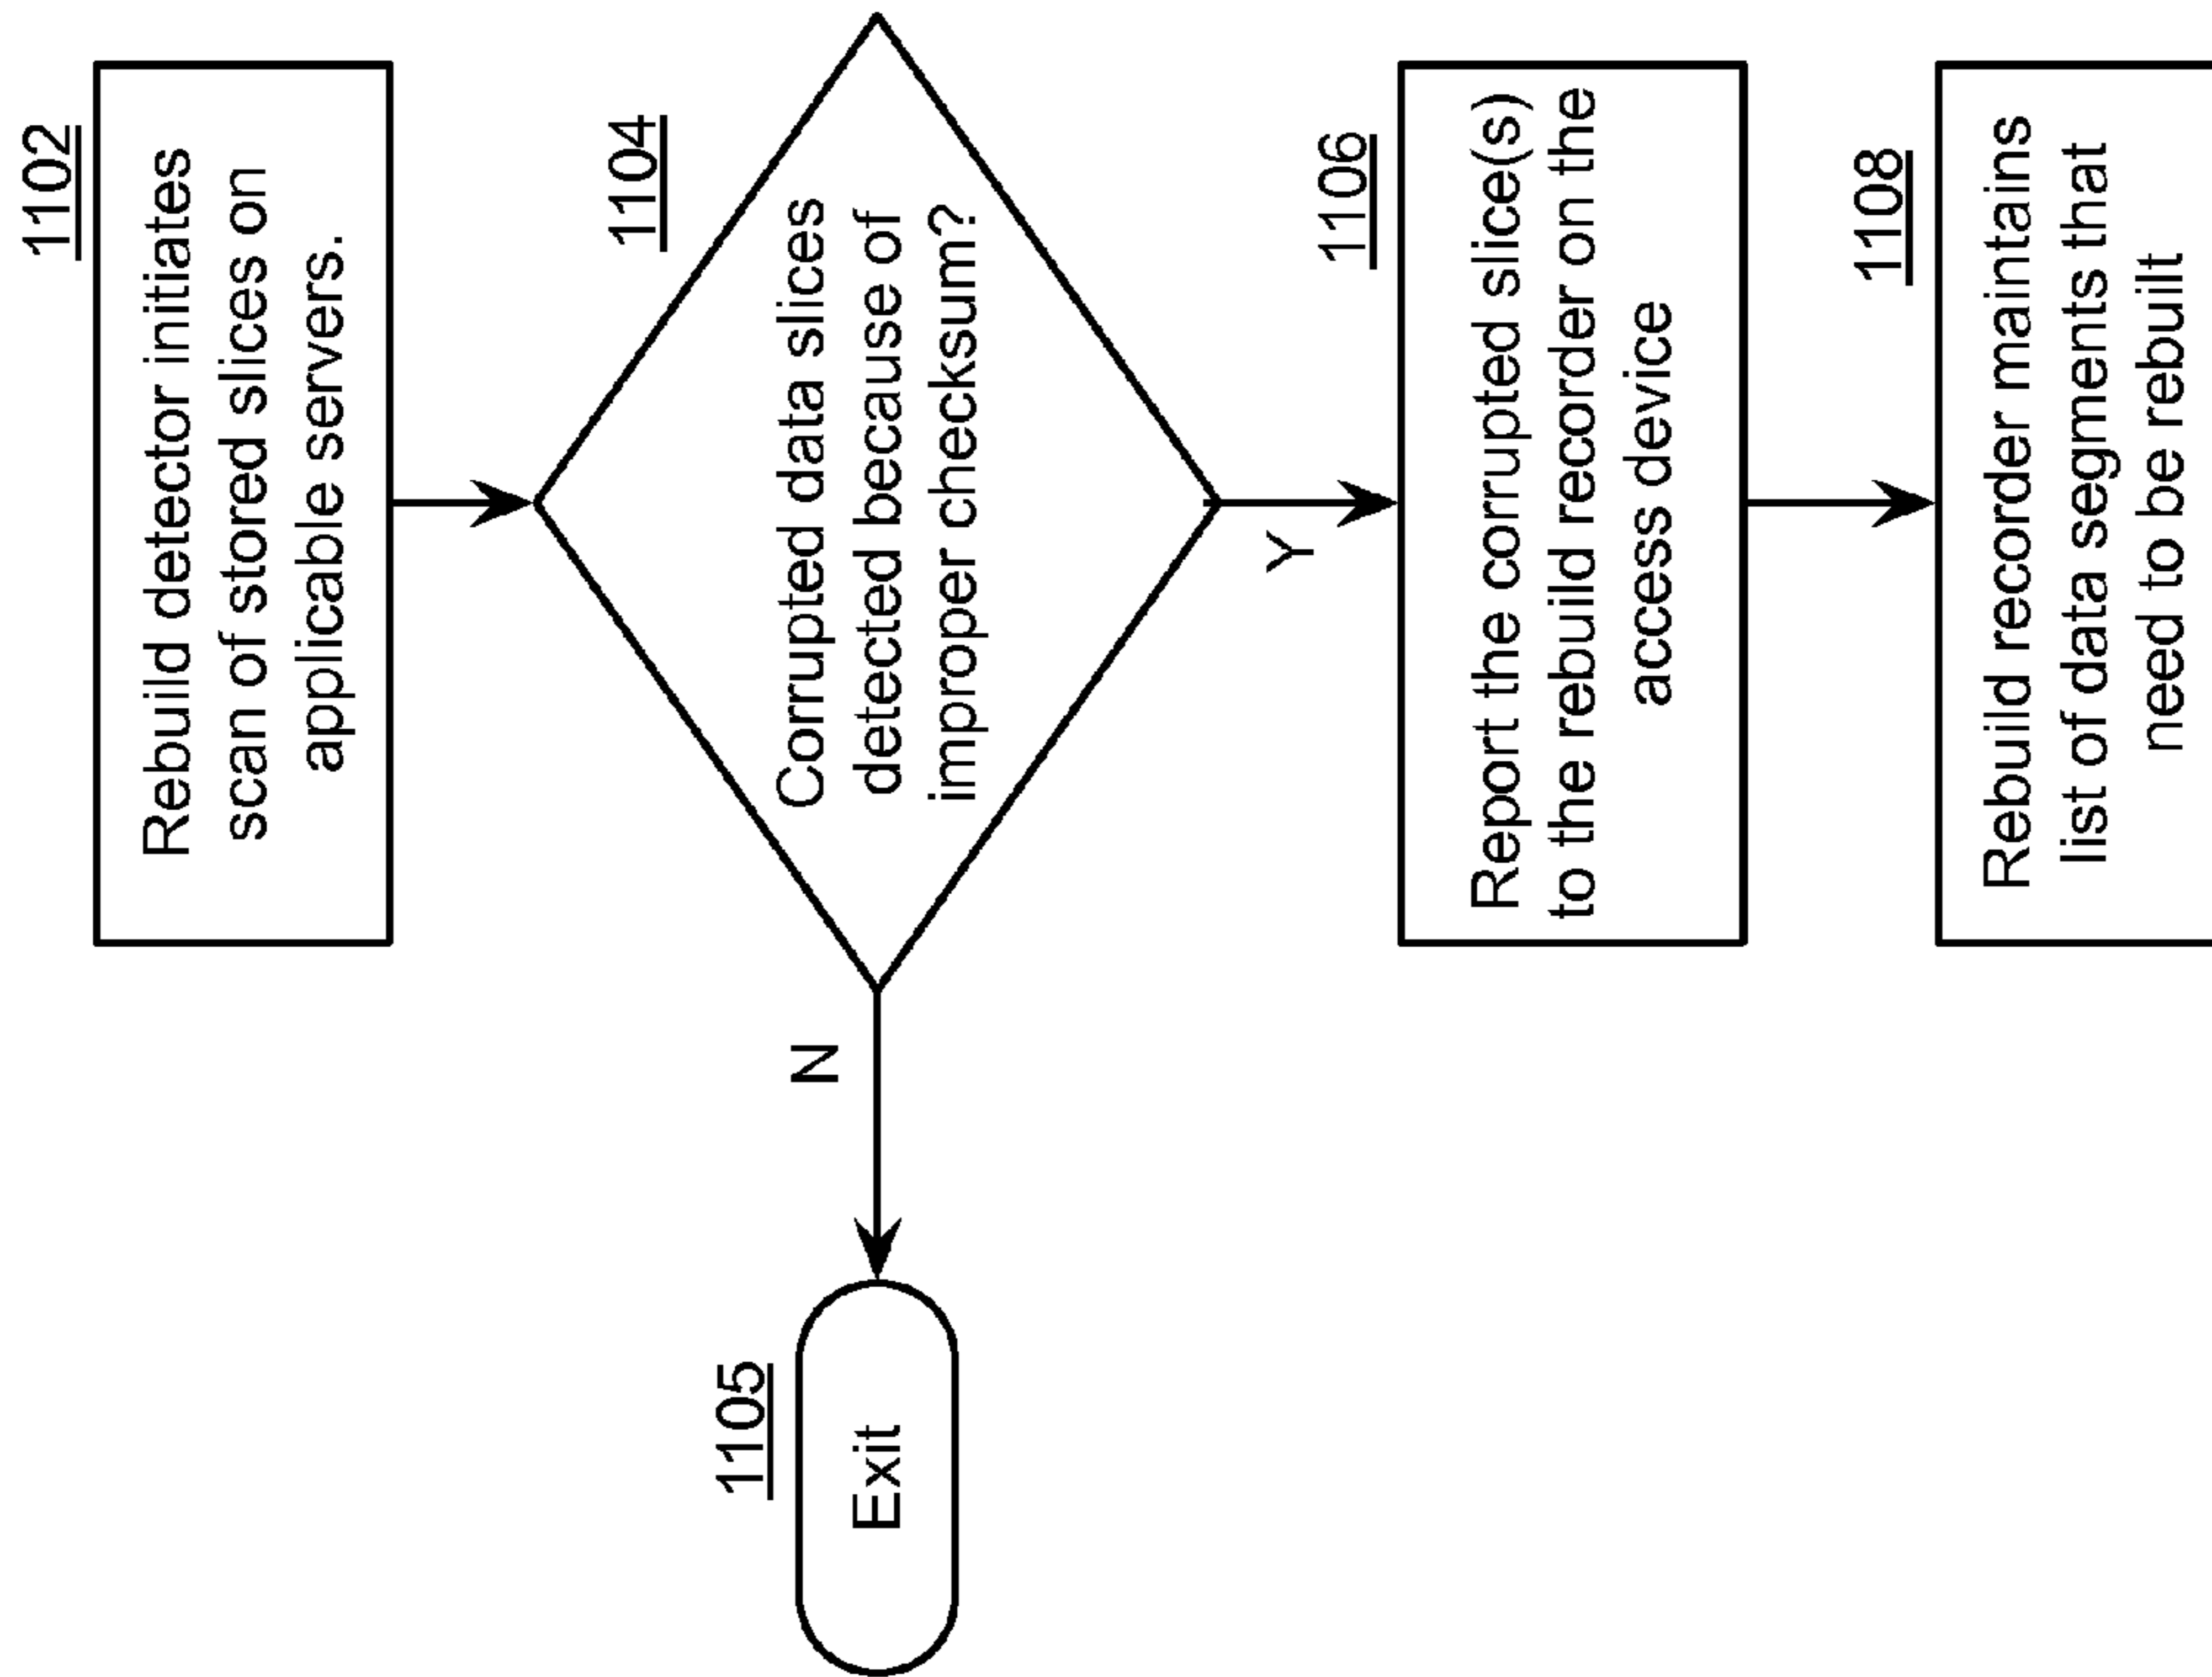 1102
Rebuild detector initiates
scan of stored slices on
applicable servers.
1104
Corrupted data slices
detected because of
improper checksum?
N
1105
Exit
Y
1106
Report the corrupted slice(s)
to the rebuild recorder on the
access device
1108
Rebuild recorder maintains
list of data segments that
need to be rebuilt